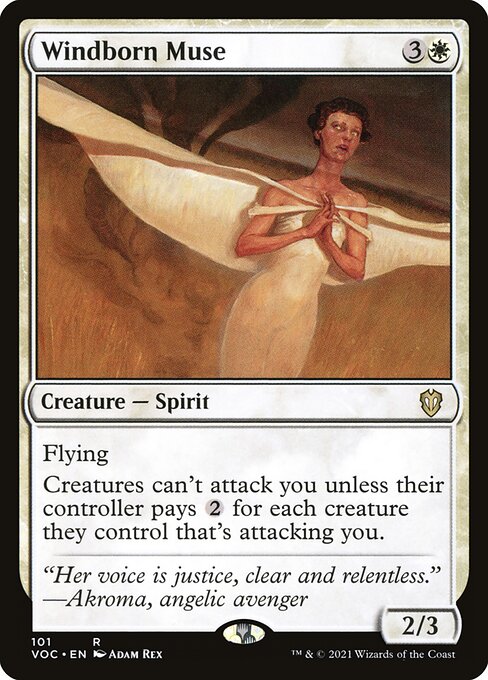 Windborn Muse 3
Creature — Spirit
Flying
Creatures can't attack you unless their
controller pays 2 for each creature
they control that's attacking you.
“Her voice is justice, clear and relentless.”
—Akroma, angelic avenger
2/3
101 R
VOC • EN Adam Rex
™ & © 2021 Wizards of the Coast